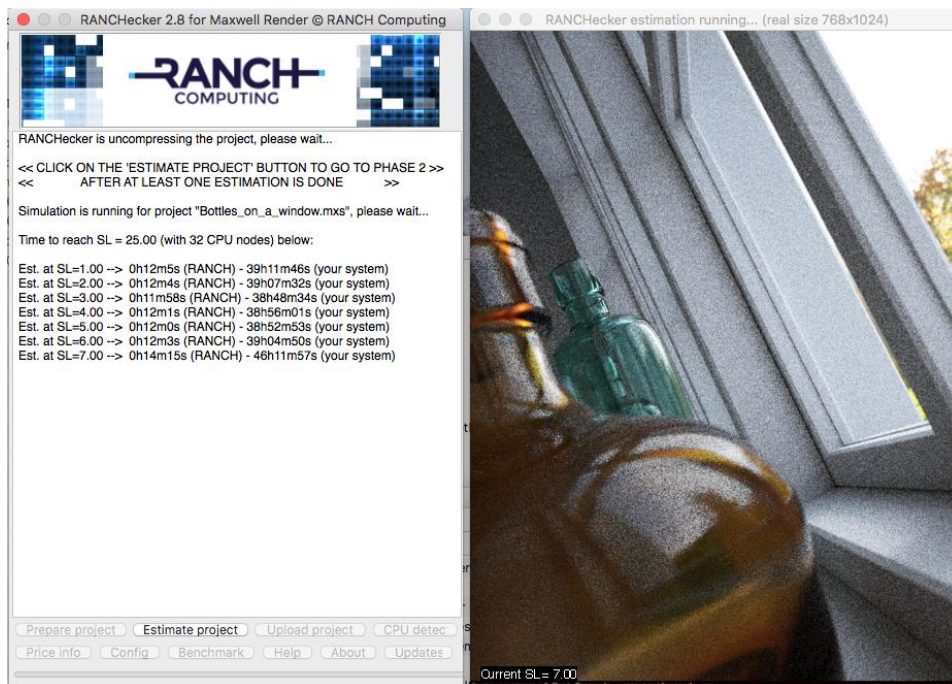 RANCHecker 2.8 for Maxwell Render © RANCH Computing
RANCH
COMPUTING
RANCHecker is uncompressing the project, please wait...
<< CLICK ON THE 'ESTIMATE PROJECT' BUTTON TO GO TO PHASE 2 >>
<< AFTER AT LEAST ONE ESTIMATION IS DONE >>
Simulation is running for project "Bottles_on_a_window.mxs", please wait...
Time to reach SL = 25.00 (with 32 CPU nodes) below:
Est. at SL=1.00 --> 0h12m5s (RANCH) - 39h11m46s (your system)
Est. at SL=2.00 --> 0h12m4s (RANCH) - 39h07m32s (your system)
Est. at SL=3.00 --> 0h11m58s (RANCH) - 38h48m34s (your system)
Est. at SL=4.00 --> 0h12m1s (RANCH) - 38h56m01s (your system)
Est. at SL=5.00 --> 0h12m0s (RANCH) - 38h52m53s (your system)
Est. at SL=6.00 --> 0h12m3s (RANCH) - 39h04m50s (your system)
Est. at SL=7.00 --> 0h14m15s (RANCH) - 46h11m57s (your system)
Prepare project Estimate project Upload project CPU detec
Price info Config Benchmark Help About Updates
RANCHecker estimation running... (real size 768x1024)
Current SL= 7.00